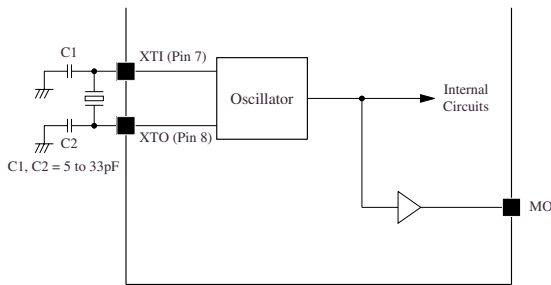 C1
XTI (Pin 7)
Oscillator
Internal
Circuits
XTO (Pin 8)
C2
C1, C2 = 5 to 33pF
MO